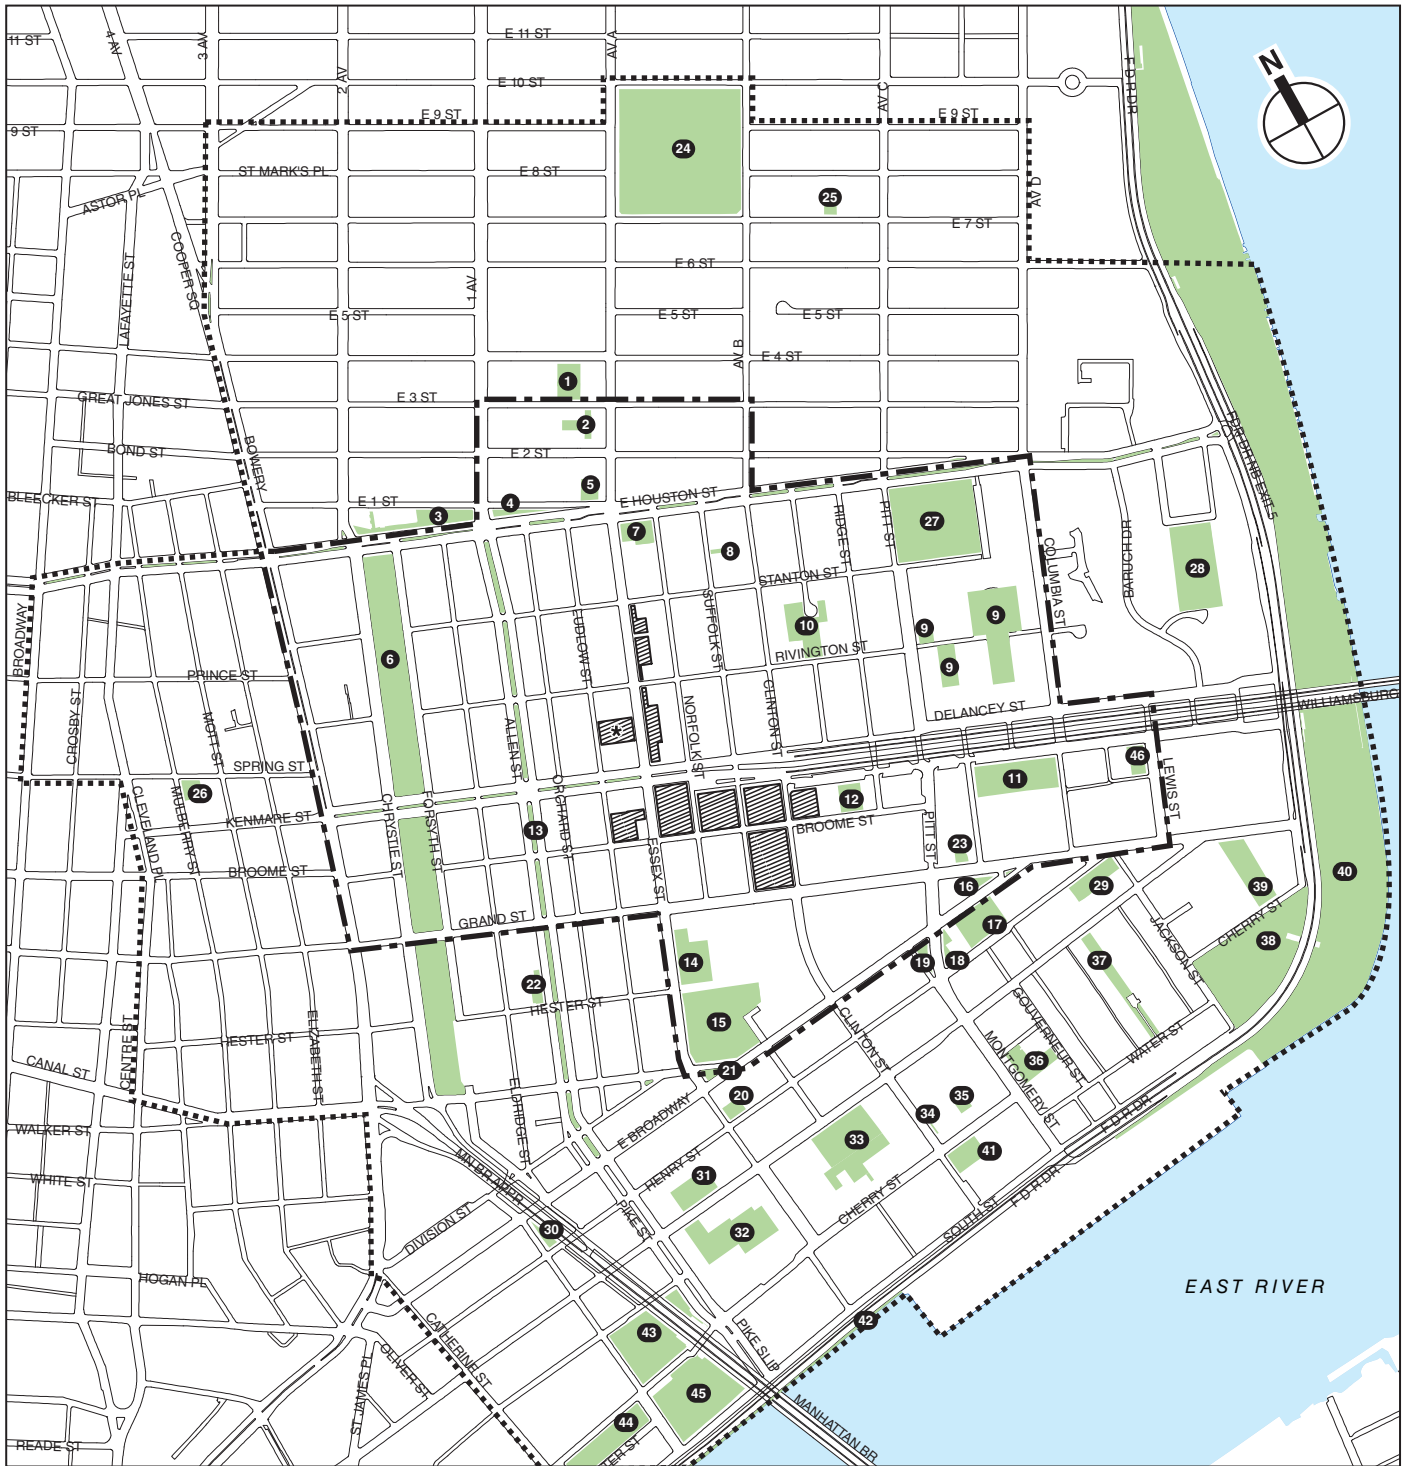 E 11 ST
11 ST
4 AV
3 AV
AV A
F D R DR
N
2 AV
E 10 ST
AV C
E 9 ST
E 9 ST
9 ST
24
ST MARK'S PL
E 8 ST
25
AV D
ASTOR PL
E 7 ST
COOPER SQ
LAFAYETTE ST
E 6 ST
1 AV
E 5 ST
E 5 ST
E 5 ST
AV B
E 4 ST
1
GREAT JONES ST
E 3 ST
2
BOND ST
BOWERY
E 2 ST
FDR DR NB EXIT 5
BLEECKER ST
E 1 ST
5
4
3
E HOUSTON ST
7
8
RIDGE ST
PITT ST
27
28
COLUMBIA ST
BARUCH DR
STANTON ST
SUFFOLK ST
LUDLOW ST
10
9
9
9
BROADWAY
6
RIVINGTON ST
PRINCE ST
CROSBY ST
MOTT ST
CLINTON ST
NORFOLK ST
DELANCEY ST
WILLIAMSBURG
ALLEN ST
*
SPRING ST
46
11
LEWIS ST
26
12
CLEVELAND PL
MULBERRY ST
KENMARE ST
CHRYSTIE ST
FORSYTH ST
ORCHARD ST
13
BROOME ST
PITT ST
23
BROOME ST
ESSEX ST
40
16
29
39
GRAND ST
17
CHERRY ST
38
JACKSON ST
14
19
18
37
22
HESTER ST
15
HESTER ST
CENTRE ST
ELIZABETH ST
CLINTON ST
GOUVERNEUR ST
WATER ST
MONTGOMERY ST
36
CANAL ST
21
20
35
34
F D R DR
ELDRIDGE ST
E BROADWAY
WALKER ST
33
41
HENRY ST
WHITE ST
MN BR APPR
31
CHERRY ST
F D R DR
SOUTH ST
DIVISION ST
30
PIKE ST
32
HOGAN PL
EAST RIVER
42
43
CATHERINE ST
PIKE SLIP
OLIVER ST
ST JAMES PL
45
MANHATTAN BR
44
READE ST